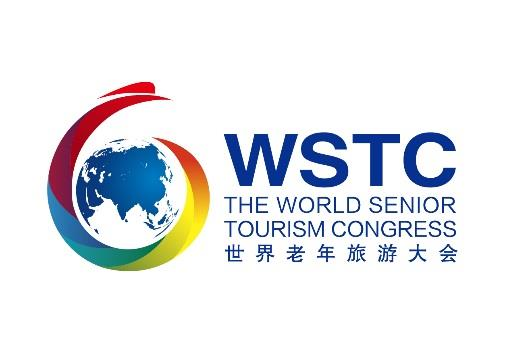 WSTC
THE WORLD SENIOR
TOURISM CONGRESS
世界老年旅游大会